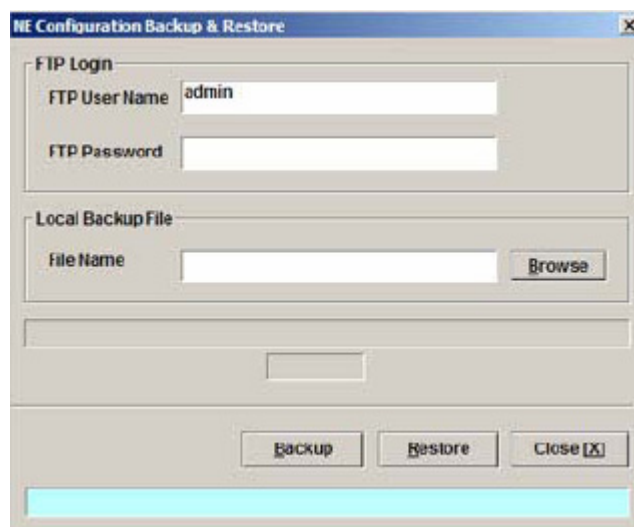 NE Configuration Backup & Restore
FTP Login
FTP User Name admin
FTP Password
Local Backup File
File Name
Browse
Backup Restore Close [X]